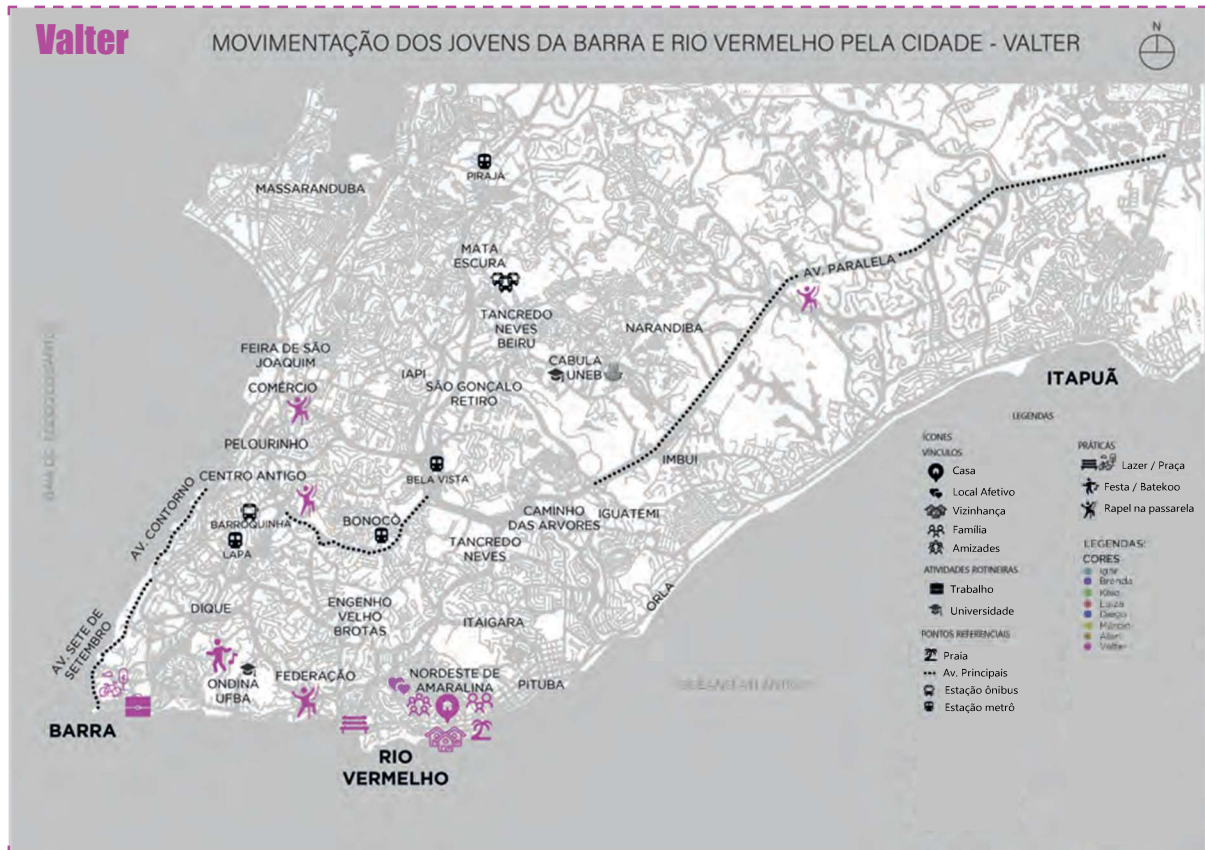 Valter
MOVIMENTAÇÃO DOS JOVENS DA BARRA E RIO VERMELHO PELA CIDADE - VALTER
N
PIRAJÁ
MASSARANDUBA
MATA
ESCURA
AV. PARALELA
TANCREDO
NEVES
BEIRU
NARANDIBA
FEIRA DE SÃO
JOAQUIM
CABULA
UNEB
IAPI
SÃO GONÇALO
RETIRO
COMÉRCIO
ITAPUÃ
PELOURINHO
IMBUI
CENTRO ANTIGO
BELA VISTA
AV. CONTORNO
BARROQUINHA
BONOCÔ
CAMINHO
DAS ARVORES
IGUATEMI
LAPA
TANCREDO
NEVES
ORLA
DIQUE
ENGENHO
VELHO
BROTAS
ITAIGARA
AV. SETE DE
SETEMBRO
ONDINA
UFBA
FEDERAÇÃO
NORDESTE DE
AMARALINA
PITUBA
BARRA
RIO
VERMELHO
LEGENDAS
ÍCONES
VÍNCULOS
Casa
Local Afetivo
Vizinhança
Família
Amizades
ATIVIDADES ROTINEIRAS
Trabalho
Universidade
PONTOS REFERENCIAIS
Praia
Av. Principais
Estação ônibus
Estação metrô
PRÁTICAS
Lazer / Praça
Festa / Batekoo
Rapel na passarela
LEGENDAS:
CORES
Brenda
Luiza
Diego
Márcio
Valter